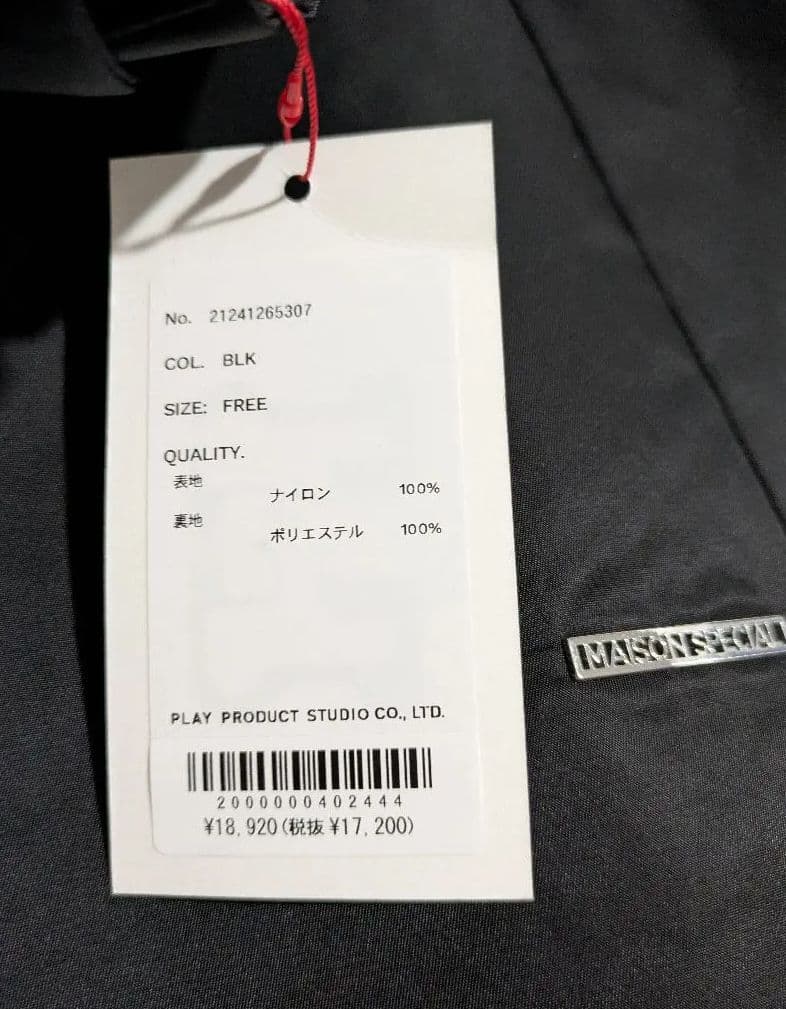 No. 21241265307
COL. BLK
SIZE: FREE
QUALITY.
表地 ナイロン 100%
裏地 ポリエステル 100%
MAISON SPECIAL
PLAY PRODUCT STUDIO CO., LTD.
2000000402444
¥18,920(税抜 ¥17,200)